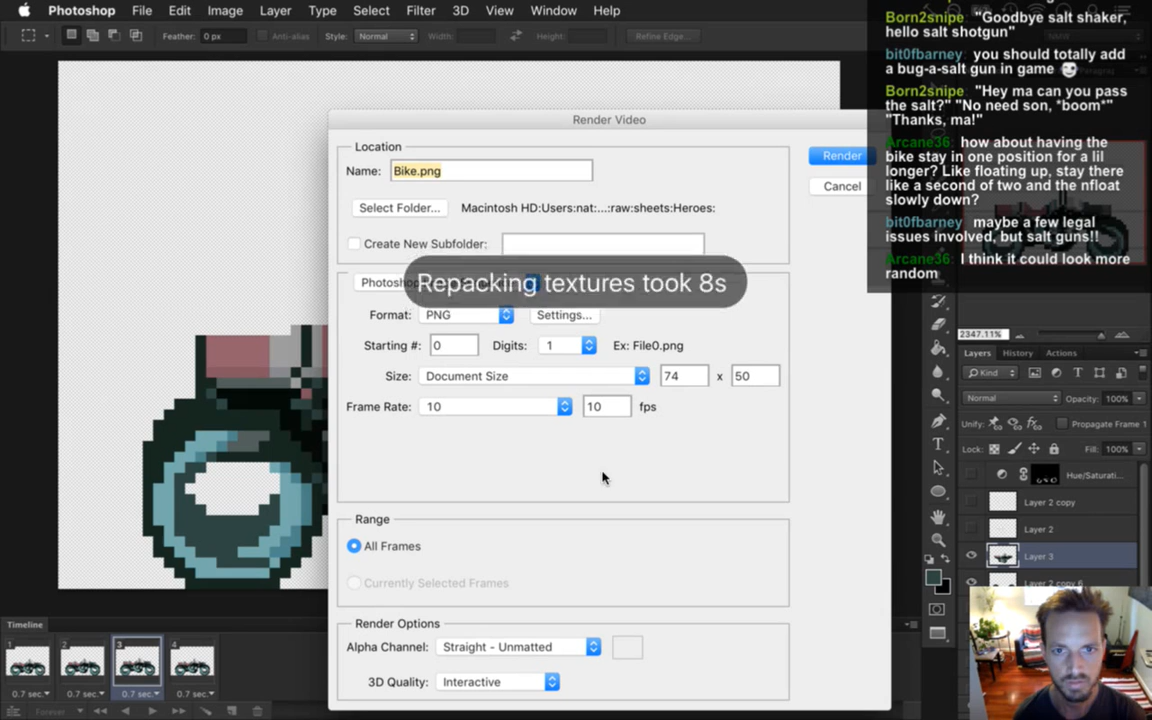 Photoshop File Edit Image Layer Type Select Filter 3D View Window Help
Feather: 0 px Anti-alias Style: Normal Width: Height: Refine Edge...
Born2snipe "Goodbye salt shaker,
hello salt shotgun"
bit0fbarney you should totally add
a bug-a-salt gun in game
Born2snipe "Hey ma can you pass
the salt?" "No need son, *boom*"
"Thanks, ma!"
Arcane36 how about having the
bike stay in one position for a lil
longer? Like floating up, stay there
like a second of two and the nfloat
slowly down?
bit0fbarney maybe a few legal
issues involved, but salt guns!!
Arcane36 I think it could look more
random
Render Video
Location
Name: Bike.png
Select Folder... Macintosh HD:Users:nat:...:raw:sheets:Heroes:
Create New Subfolder:
Render
Cancel
Repacking textures took 8s
Format: PNG Settings...
Starting #: 0 Digits: 1 Ex: File0.png
Size: Document Size 74 x 50
Frame Rate: 10 10 fps
Range
All Frames
Currently Selected Frames
Render Options
Alpha Channel: Straight - Unmatted
3D Quality: Interactive
2347.11%
Layers History Actions
Kind
Normal Opacity: 100%
Unify: Propagate Frame 1
Lock: Fill: 100%
Hue/Saturati...
Layer 2 copy
Layer 2
Layer 3
Layer 2 copy 6
Timeline
1 2 3 4
0.7 sec. 0.7 sec. 0.7 sec. 0.7 sec.
Forever